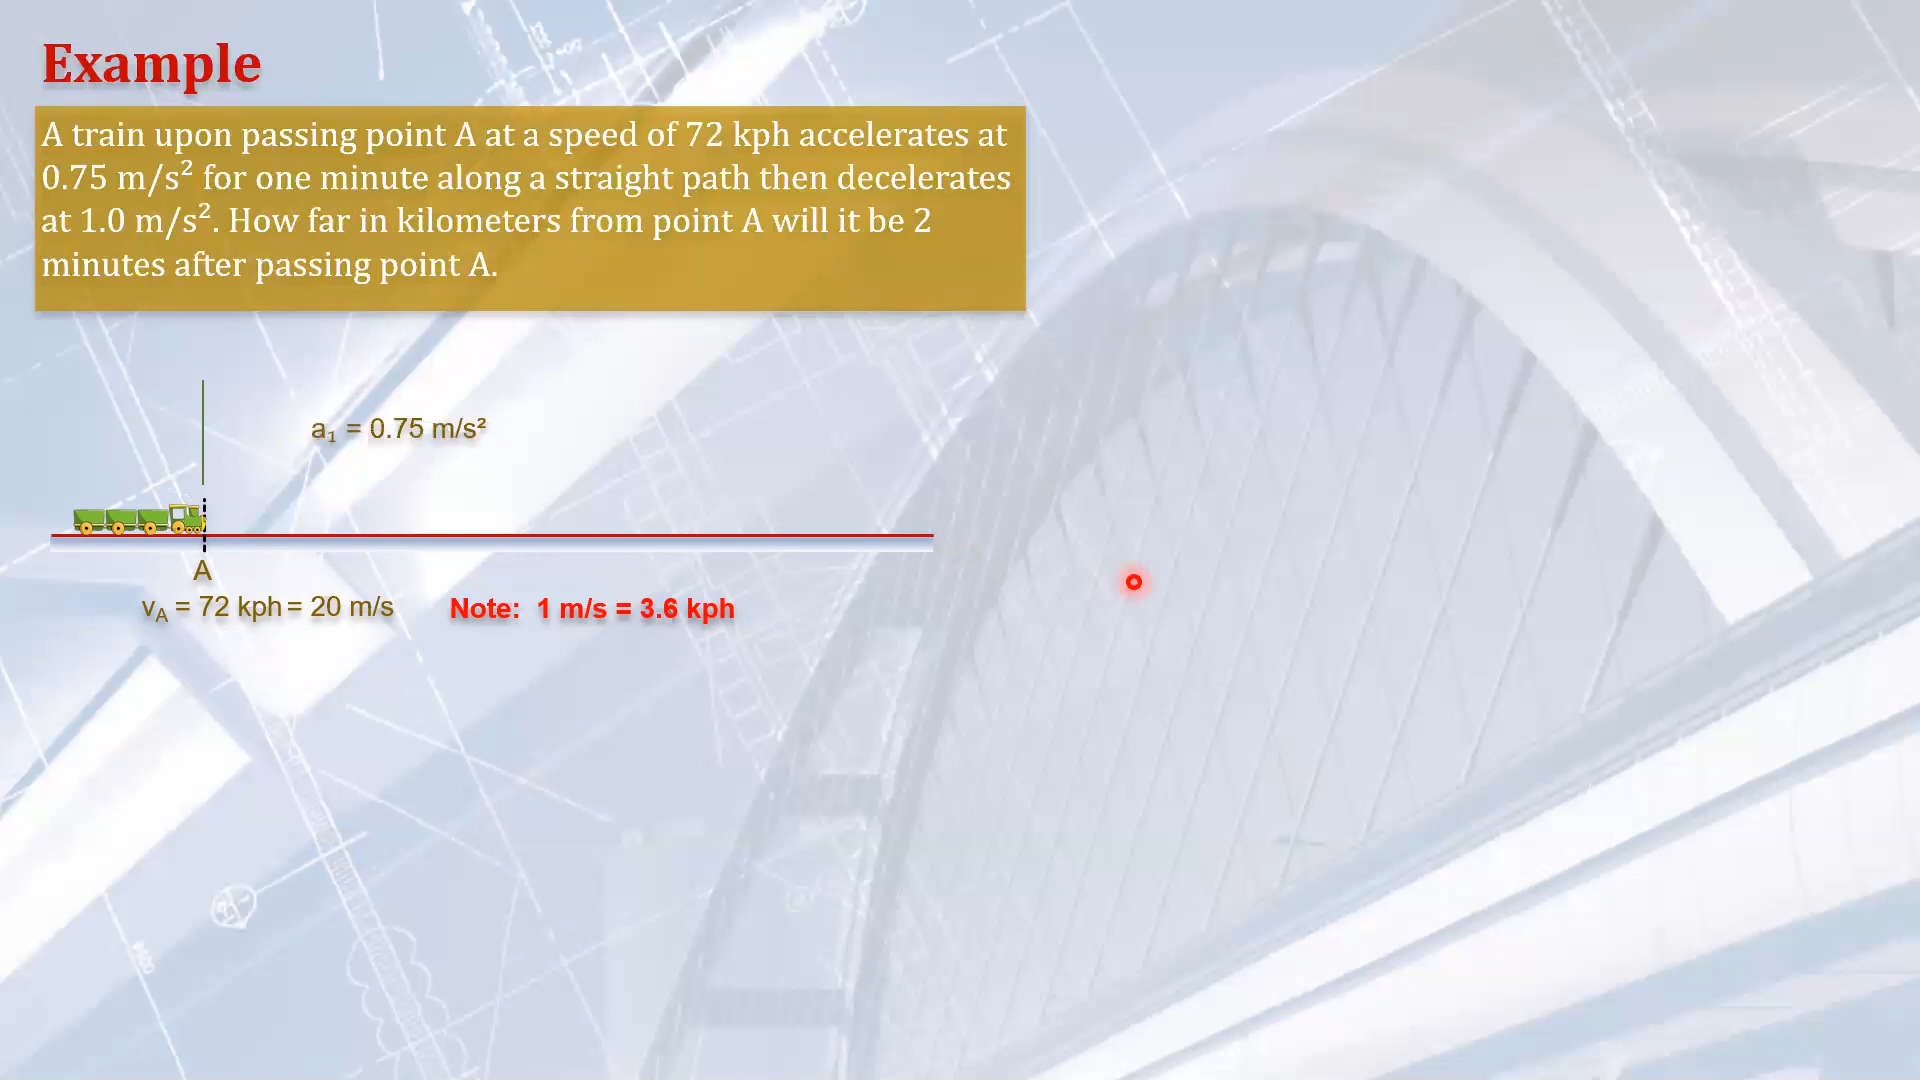 Example
A train upon passing point A at a speed of 72 kph accelerates at
0.75 m/s² for one minute along a straight path then decelerates
at 1.0 m/s². How far in kilometers from point A will it be 2
minutes after passing point A.
a₁ = 0.75 m/s²
A
v_A = 72 kph = 20 m/s
Note: 1 m/s = 3.6 kph